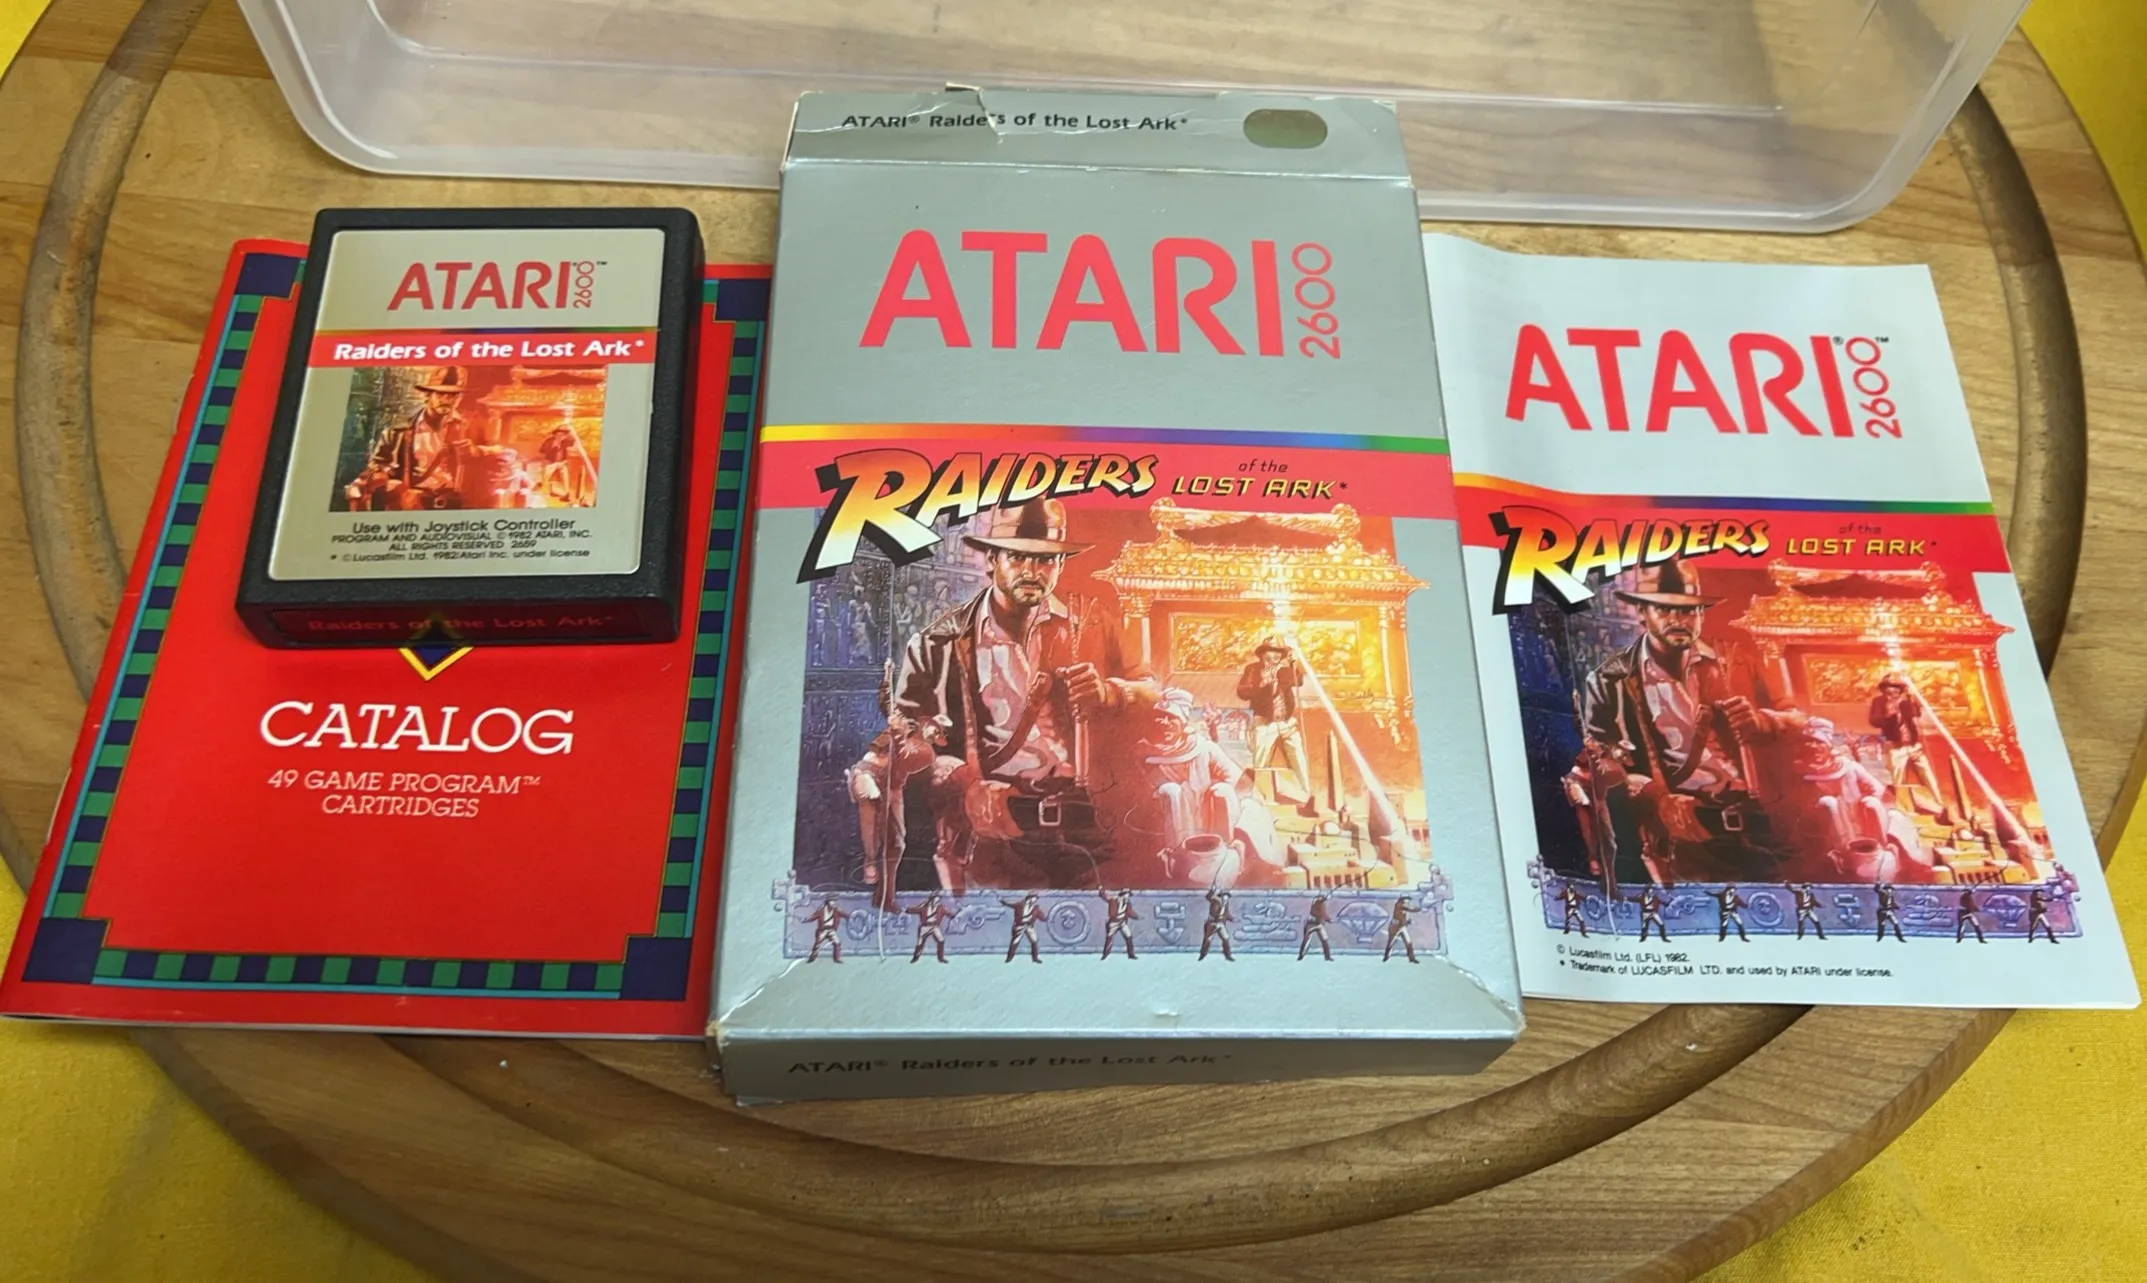 ATARI® Raiders of the Lost Ark*
ATARI 2600™
Raiders of the Lost Ark*
Use with Joystick Controller
PROGRAM AND AUDIOVISUAL © 1982 ATARI, INC.
ALL RIGHTS RESERVED 2659
* © Lucasfilm Ltd. 1982/Atari Inc. under license
Raiders of the Lost Ark*
CATALOG
49 GAME PROGRAM™
CARTRIDGES
ATARI 2600
RAIDERS of the LOST ARK*
ATARI® Raiders of the Lost Ark*
ATARI® 2600™
RAIDERS of the LOST ARK*
© Lucasfilm Ltd. (LFL) 1982.
* Trademark of LUCASFILM LTD. and used by ATARI under license.